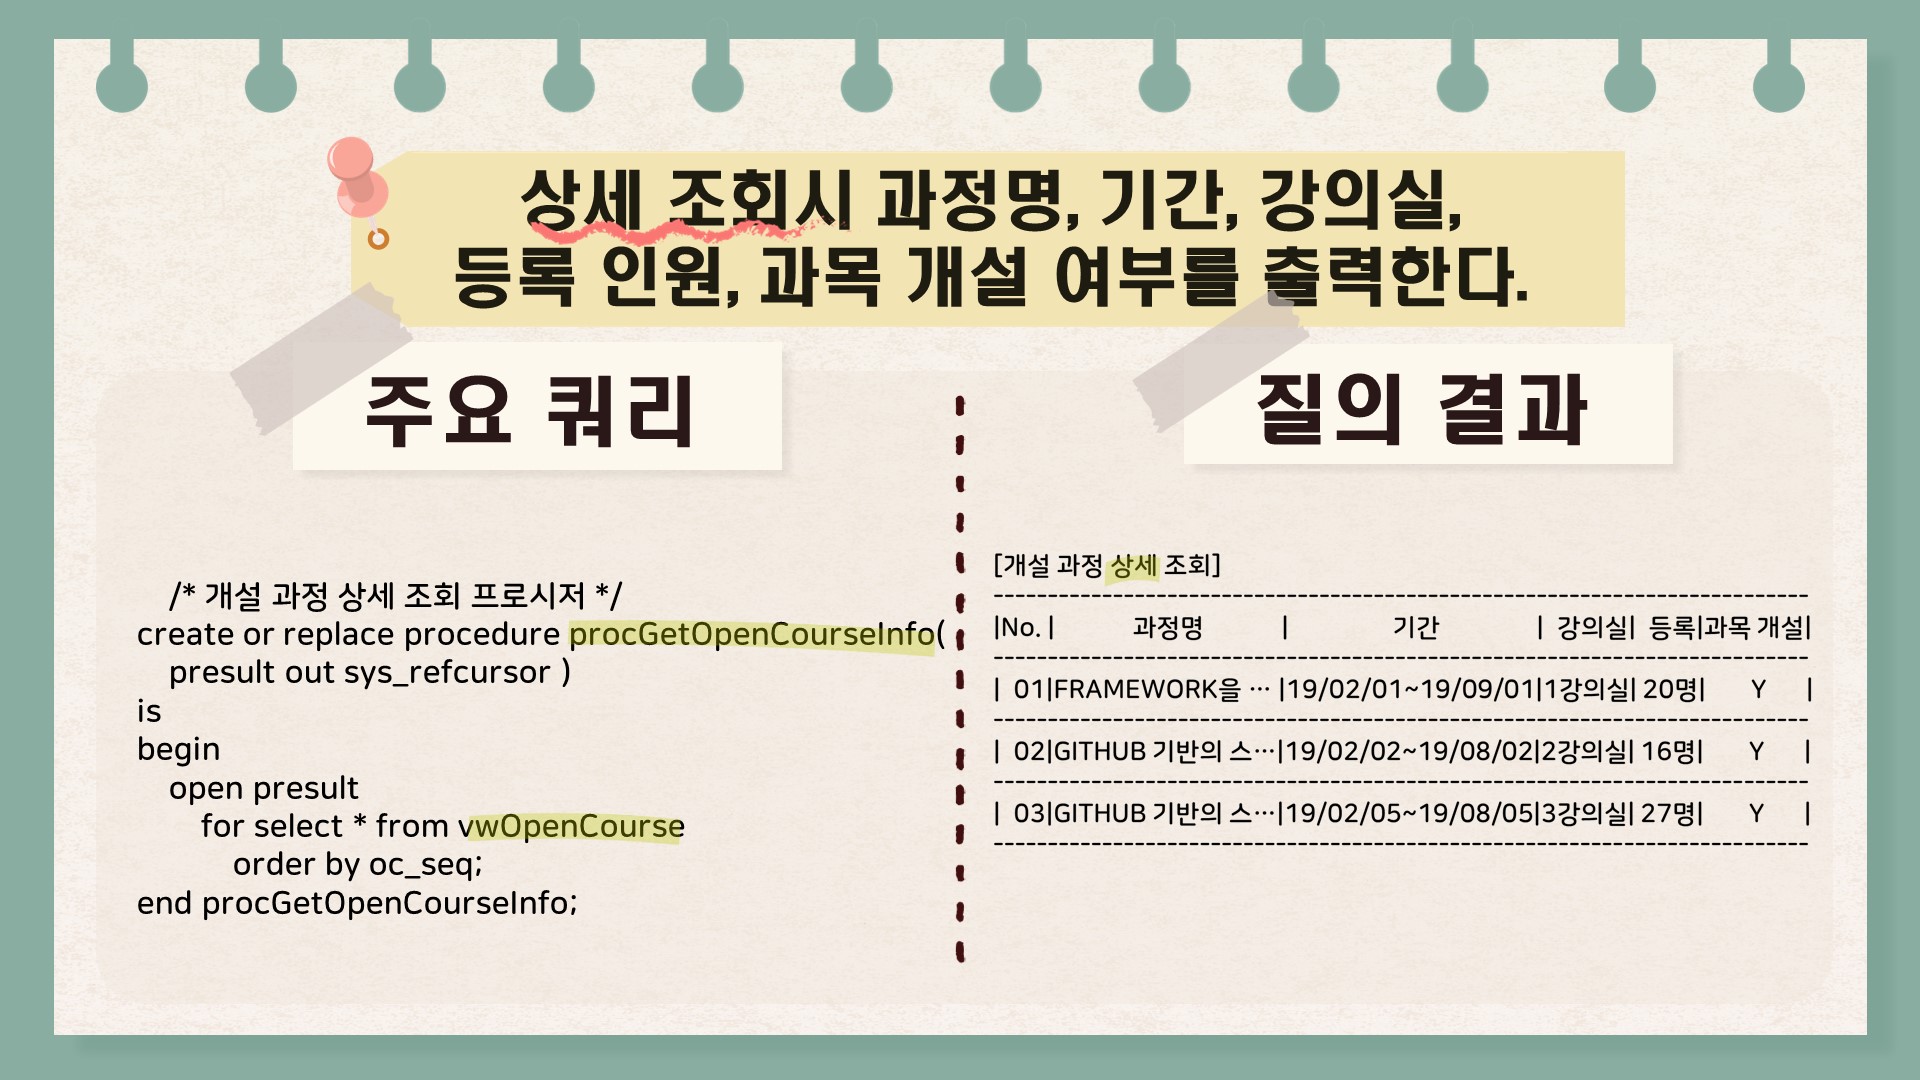 상세 조회시 과정명, 기간, 강의실,
등록 인원, 과목 개설 여부를 출력한다.
주요 쿼리
/* 개설 과정 상세 조회 프로시저 */
create or replace procedure procGetOpenCourseInfo(
presult out sys_refcursor )
is
begin
open presult
for select * from vwOpenCourse
order by oc_seq;
end procGetOpenCourseInfo;
질의 결과
[개설 과정 상세 조회]
|No. | 과정명 | 기간 | 강의실| 등록|과목 개설|
| 01|FRAMEWORK을 … |19/02/01~19/09/01|1강의실| 20명| Y |
| 02|GITHUB 기반의 스…|19/02/02~19/08/02|2강의실| 16명| Y |
| 03|GITHUB 기반의 스…|19/02/05~19/08/05|3강의실| 27명| Y |